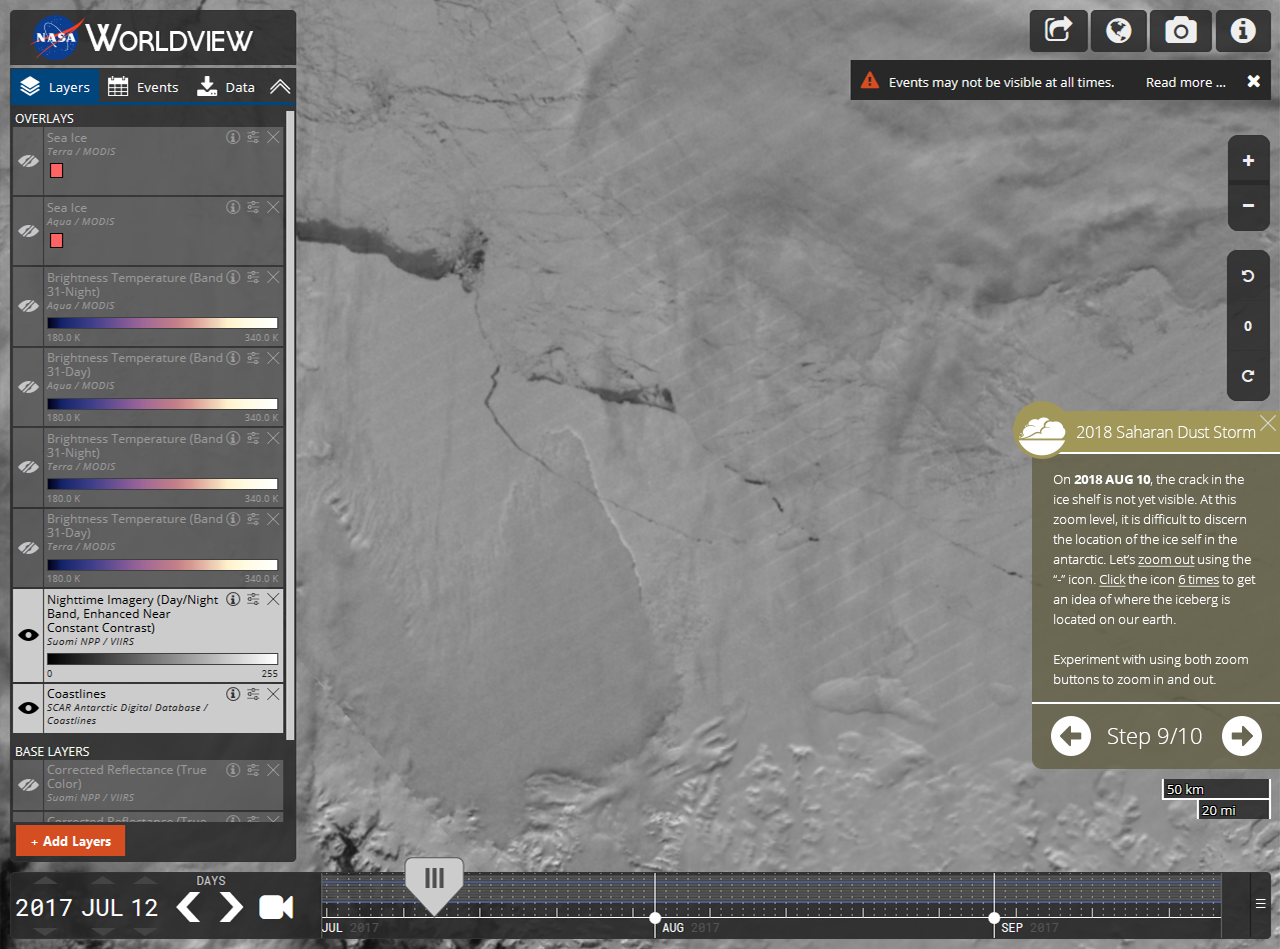 NASA WORLDVIEW
Layers Events Data
OVERLAYS
Sea Ice
Terra / MODIS
Sea Ice
Aqua / MODIS
Brightness Temperature (Band
31-Night)
Aqua / MODIS
180.0 K 340.0 K
Brightness Temperature (Band
31-Day)
Aqua / MODIS
180.0 K 340.0 K
Brightness Temperature (Band
31-Night)
Terra / MODIS
180.0 K 340.0 K
Brightness Temperature (Band
31-Day)
Terra / MODIS
180.0 K 340.0 K
Nighttime Imagery (Day/Night
Band, Enhanced Near
Constant Contrast)
Suomi NPP / VIIRS
0 255
Coastlines
SCAR Antarctic Digital Database /
Coastlines
BASE LAYERS
Corrected Reflectance (True
Color)
Suomi NPP / VIIRS
Corrected Reflectance (True
+ Add Layers
Events may not be visible at all times. Read more ...
+
−
0
2018 Saharan Dust Storm
On 2018 AUG 10, the crack in the
ice shelf is not yet visible. At this
zoom level, it is difficult to discern
the location of the ice self in the
antarctic. Let's zoom out using the
"-" icon. Click the icon 6 times to get
an idea of where the iceberg is
located on our earth.
Experiment with using both zoom
buttons to zoom in and out.
Step 9/10
50 km
20 mi
DAYS
2017 JUL 12
JUL 2017 AUG 2017 SEP 2017